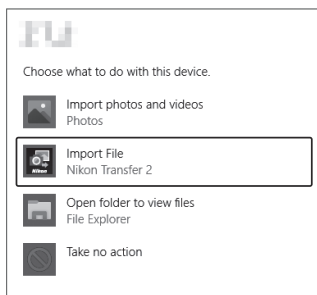 Choose what to do with this device.
Import photos and videos
Photos
Import File
Nikon Transfer 2
Open folder to view files
File Explorer
Take no action